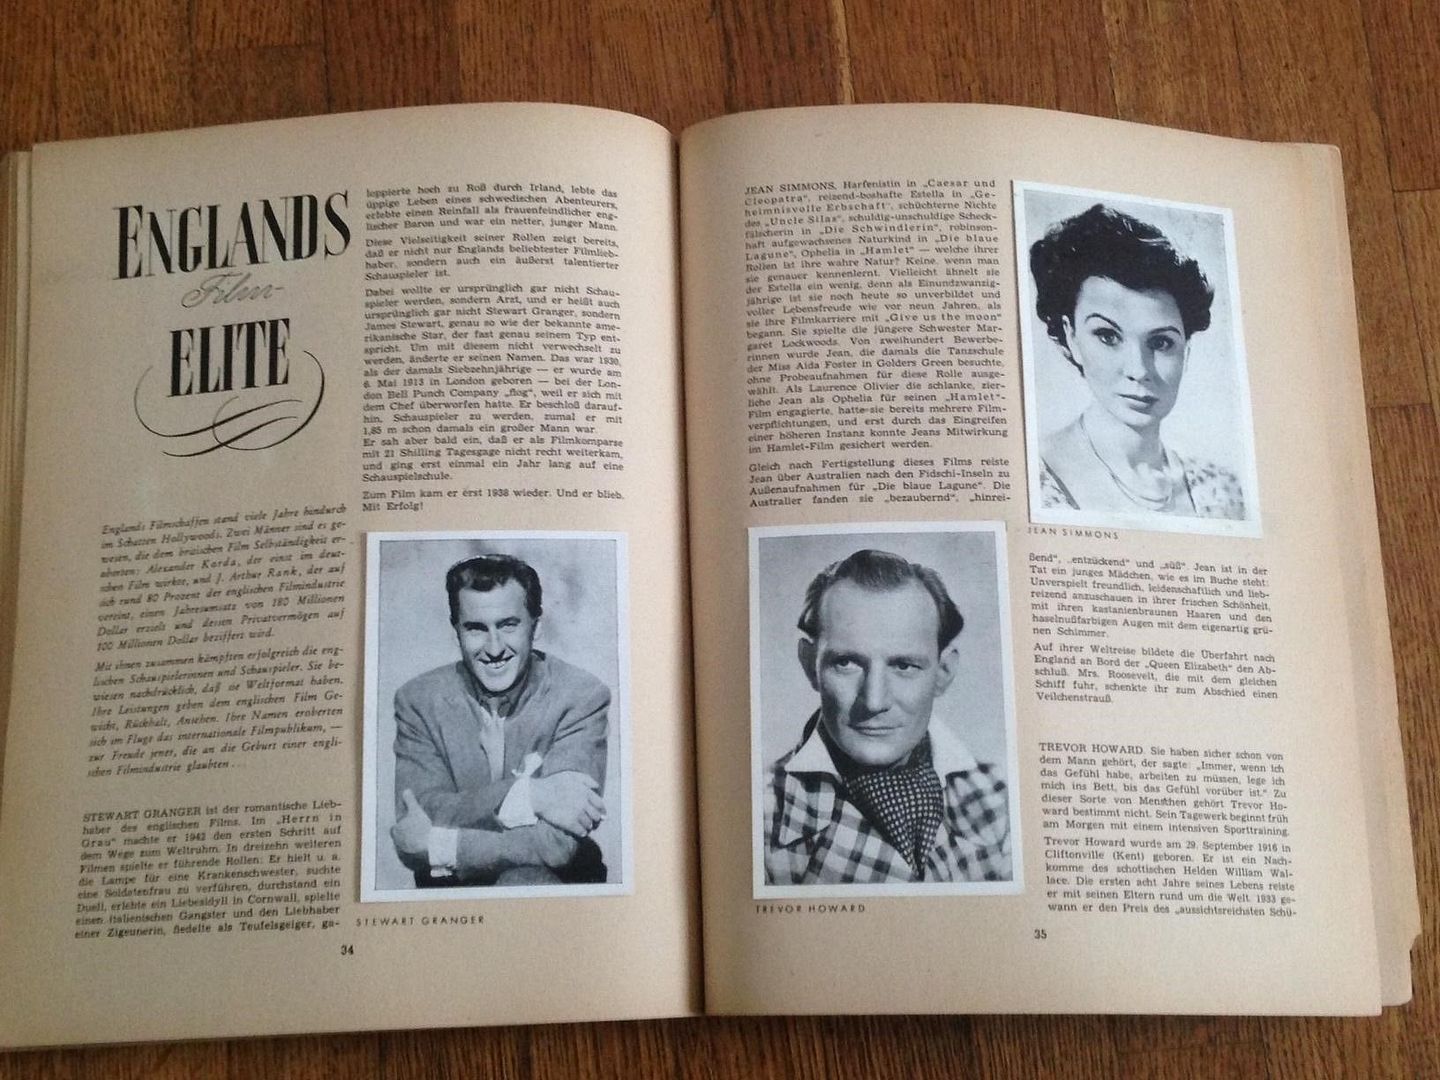 ENGLANDS
Film-
ELITE
Englands Filmschaffen stand viele Jahre hindurch
im Schatten Hollywoods. Zwei Männer sind es ge-
wesen, die dem britischen Film Selbständigkeit er-
oberten: Alexander Korda, der einst im deut-
schen Film wirkte, und J. Arthur Rank, der auf
sich rund 80 Prozent der englischen Filmindustrie
vereint, einen Jahresumsatz von 180 Millionen
Dollar erzielt und dessen Privatvermögen auf
100 Millionen Dollar beziffert wird.
Mit ihnen zusammen kämpften erfolgreich die eng-
lischen Schauspielerinnen und Schauspieler. Sie be-
wiesen nachdrücklich, daß sie Weltformat haben.
Ihre Leistungen geben dem englischen Film Ge-
wicht, Rückhalt, Ansehen. Ihre Namen eroberten
sich im Fluge das internationale Filmpublikum, —
zur Freude jener, die an die Geburt einer engli-
schen Filmindustrie glaubten . . .
STEWART GRANGER ist der romantische Lieb-
haber des englischen Films. Im „Herrn in
Grau" machte er 1942 den ersten Schritt auf
dem Wege zum Weltruhm. In dreizehn weiteren
Filmen spielte er führende Rollen: Er hielt u. a.
die Lampe für eine Krankenschwester, suchte
eine Soldatenfrau zu verführen, durchstand ein
Duell, erlebte ein Liebesidyll in Cornwall, spielte
einen italienischen Gangster und den Liebhaber
einer Zigeunerin, fiedelte als Teufelsgeiger, ga-
loppierte hoch zu Roß durch Irland, lebte das
üppige Leben eines schwedischen Abenteurers,
erlebte einen Reinfall als frauenfeindlicher eng-
lischer Baron und war ein netter, junger Mann.
Diese Vielseitigkeit seiner Rollen zeigt bereits,
daß er nicht nur Englands beliebtester Filmlieb-
haber, sondern auch ein äußerst talentierter
Schauspieler ist.
Dabei wollte er ursprünglich gar nicht Schau-
spieler werden, sondern Arzt, und er heißt auch
ursprünglich gar nicht Stewart Granger, sondern
James Stewart, genau so wie der bekannte ame-
rikanische Star, der fast genau seinem Typ ent-
spricht. Um mit diesem nicht verwechselt zu
werden, änderte er seinen Namen. Das war 1930,
als der damals Siebzehnjährige — er wurde am
6. Mai 1913 in London geboren — bei der Lon-
don Bell Punch Company „flog", weil er sich mit
dem Chef überworfen hatte. Er beschloß darauf-
hin, Schauspieler zu werden, zumal er mit
1,85 m schon damals ein großer Mann war.
Er sah aber bald ein, daß er als Filmkomparse
mit 21 Shilling Tagesgage nicht recht weiterkam,
und ging erst einmal ein Jahr lang auf eine
Schauspielschule.
Zum Film kam er erst 1938 wieder. Und er blieb.
Mit Erfolg!
STEWART GRANGER
34
JEAN SIMMONS, Harfenistin in „Caesar und
Cleopatra", reizend-boshafte Estella in „Ge-
heimnisvolle Erbschaft", schüchterne Nichte
des „Uncle Silas", schuldig-unschuldige Scheck-
fälscherin in „Die Schwindlerin", robinson-
haft aufgewachsenes Naturkind in „Die blaue
Lagune", Ophelia in „Hamlet" — welche ihrer
Rollen ist ihre wahre Natur? Keine, wenn man
sie genauer kennenlernt. Vielleicht ähnelt sie
der Estella ein wenig, denn als Einundzwanzig-
jährige ist sie noch heute so unverbildet und
voller Lebensfreude wie vor neun Jahren, als
sie ihre Filmkarriere mit „Give us the moon"
begann. Sie spielte die jüngere Schwester Mar-
garet Lockwoods. Von zweihundert Bewerbe-
rinnen wurde Jean, die damals die Tanzschule
der Miss Aida Foster in Golders Green besuchte,
ohne Probeaufnahmen für diese Rolle ausge-
wählt. Als Laurence Olivier die schlanke, zier-
liche Jean als Ophelia für seinen „Hamlet"-
Film engagierte, hatte sie bereits mehrere Film-
verpflichtungen, und erst durch das Eingreifen
einer höheren Instanz konnte Jeans Mitwirkung
im Hamlet-Film gesichert werden.
Gleich nach Fertigstellung dieses Films reiste
Jean über Australien nach den Fidschi-Inseln zu
Außenaufnahmen für „Die blaue Lagune". Die
Australier fanden sie „bezaubernd", „hinrei-
TREVOR HOWARD
JEAN SIMMONS
ßend", „entzückend" und „süß". Jean ist in der
Tat ein junges Mädchen, wie es im Buche steht:
Unverspielt freundlich, leidenschaftlich und lieb-
reizend anzuschauen in ihrer frischen Schönheit,
mit ihren kastanienbraunen Haaren und den
haselnußfarbigen Augen mit dem eigenartig grü-
nen Schimmer.
Auf ihrer Weltreise bildete die Überfahrt nach
England an Bord der „Queen Elizabeth" den Ab-
schluß. Mrs. Roosevelt, die mit dem gleichen
Schiff fuhr, schenkte ihr zum Abschied einen
Veilchenstrauß.
TREVOR HOWARD. Sie haben sicher schon von
dem Mann gehört, der sagte: „Immer, wenn ich
das Gefühl habe, arbeiten zu müssen, lege ich
mich ins Bett, bis das Gefühl vorüber ist." Zu
dieser Sorte von Menschen gehört Trevor Ho-
ward bestimmt nicht. Sein Tagewerk beginnt früh
am Morgen mit einem intensiven Sporttraining.
Trevor Howard wurde am 29. September 1916 in
Cliftonville (Kent) geboren. Er ist ein Nach-
komme des schottischen Helden William Wal-
lace. Die ersten acht Jahre seines Lebens reiste
er mit seinen Eltern rund um die Welt. 1933 ge-
wann er den Preis des „aussichtsreichsten Schü-
35